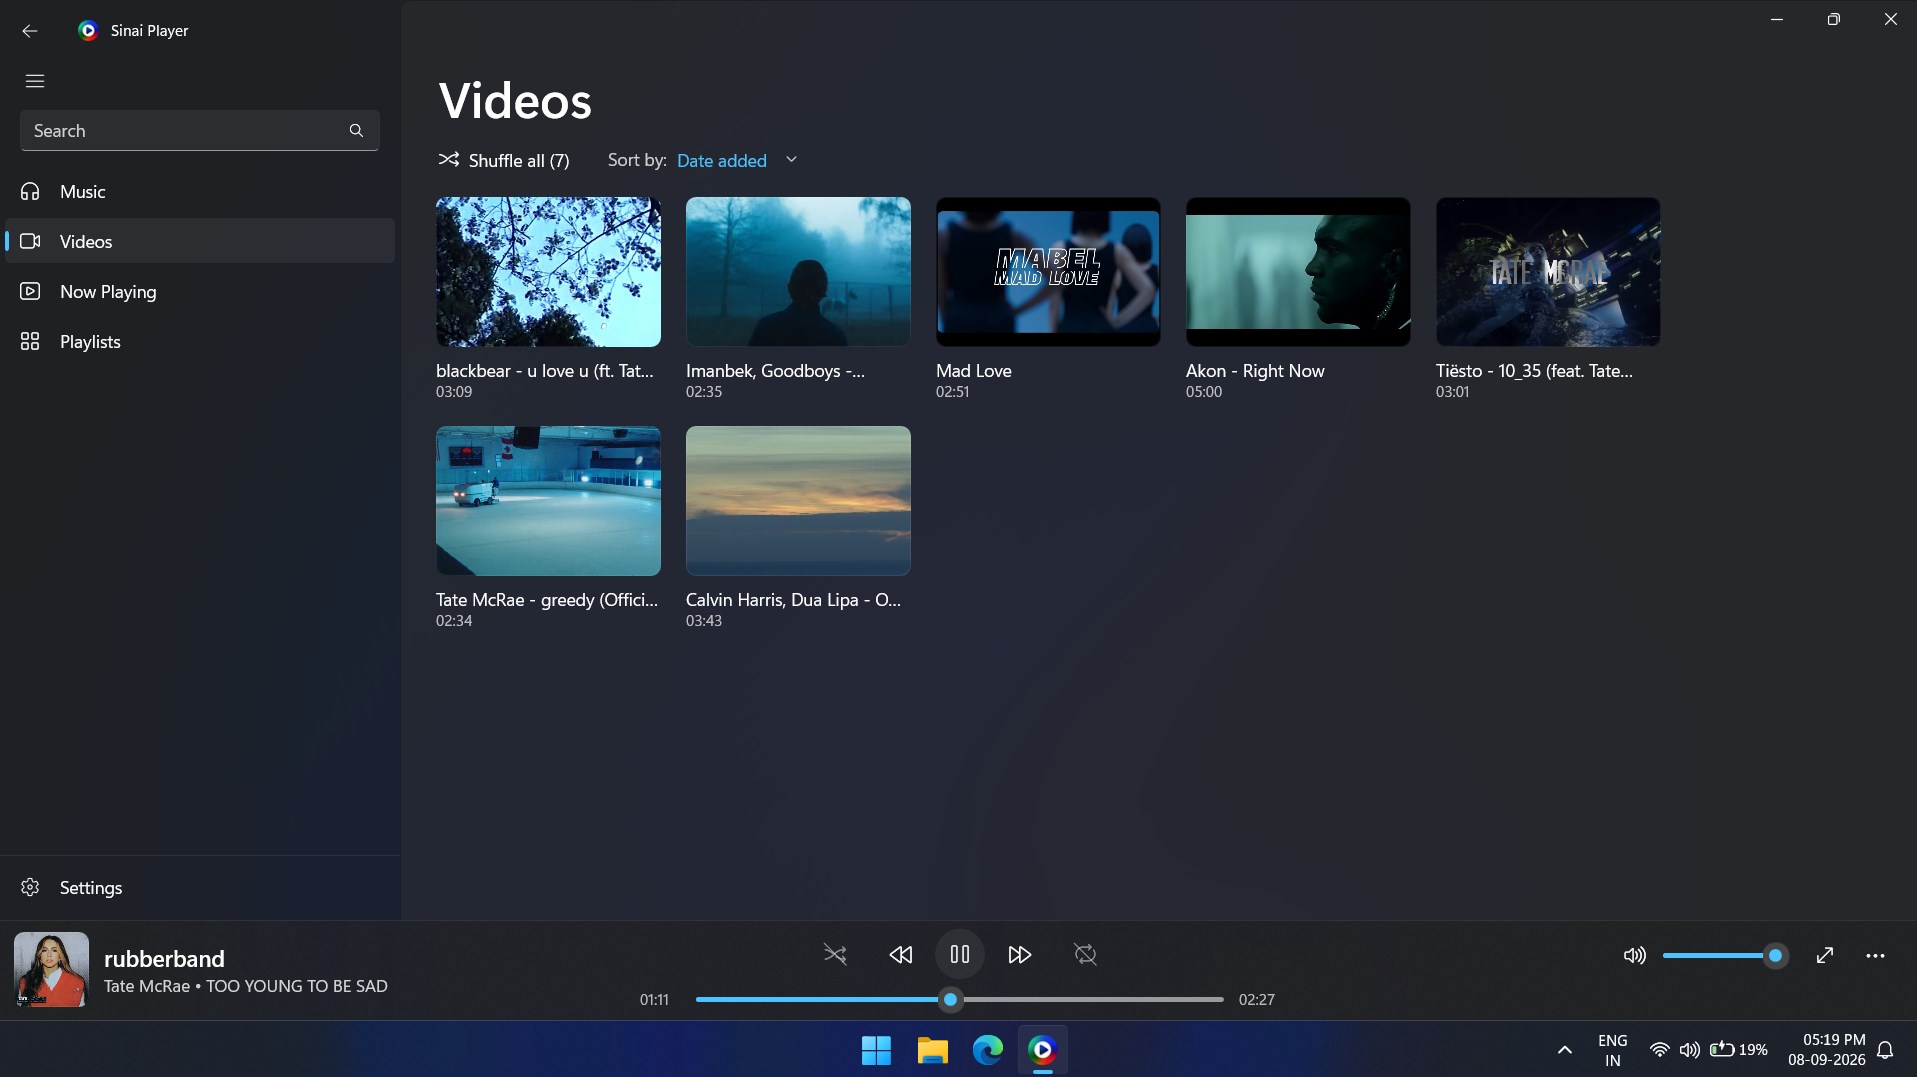 Sinai Player
Search
Music
Videos
Now Playing
Playlists
Settings
Videos
Shuffle all (7)
Sort by: Date added
blackbear - u love u (ft. Tat...
03:09
Imanbek, Goodboys -...
02:35
MABEL
MAD LOVE
Mad Love
02:51
Akon - Right Now
05:00
TATE MCRAE
Tiësto - 10_35 (feat. Tate...
03:01
Tate McRae - greedy (Offici...
02:34
Calvin Harris, Dua Lipa - O...
03:43
rubberband
Tate McRae • TOO YOUNG TO BE SAD
01:11
02:27
ENG
IN
19%
05:19 PM
08-09-2026